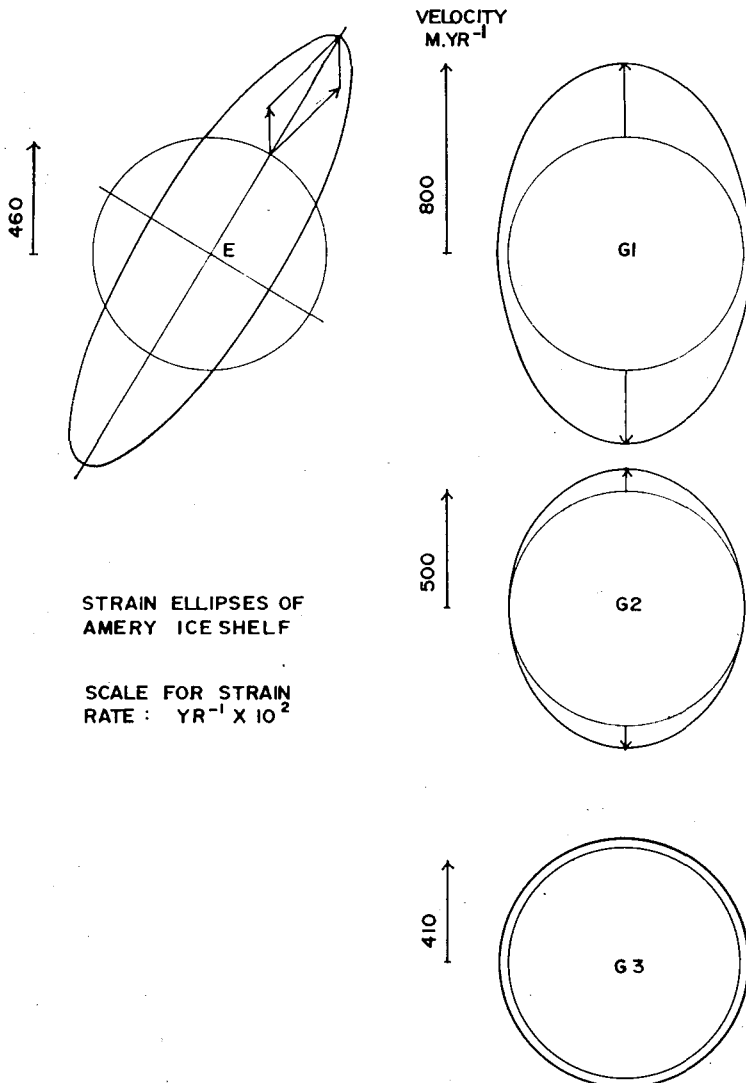 VELOCITY
M.YR⁻¹
460
E
800
G1
500
G2
STRAIN ELLIPSES OF
AMERY ICE SHELF
SCALE FOR STRAIN
RATE : YR⁻¹ X 10²
410
G3